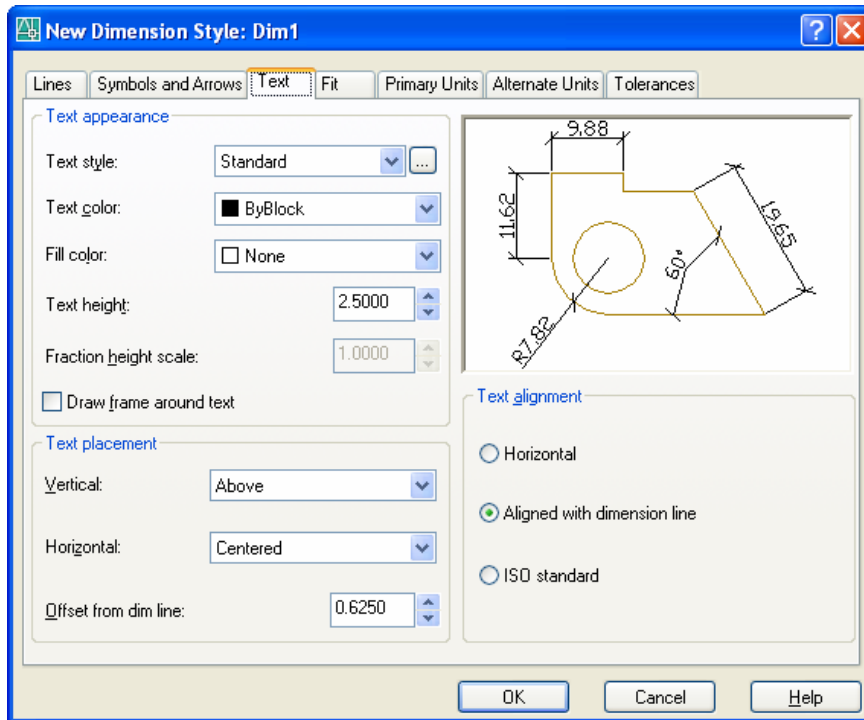 New Dimension Style: Dim1
Lines Symbols and Arrows Text Fit Primary Units Alternate Units Tolerances
Text appearance
Text style: Standard ...
Text color: ByBlock
Fill color: None
Text height: 2.5000
Fraction height scale: 1.0000
Draw frame around text
Text placement
Vertical: Above
Horizontal: Centered
Offset from dim line: 0.6250
9.88
11.62
19.65
60°
R7.82
Text alignment
Horizontal
Aligned with dimension line
ISO standard
OK Cancel Help